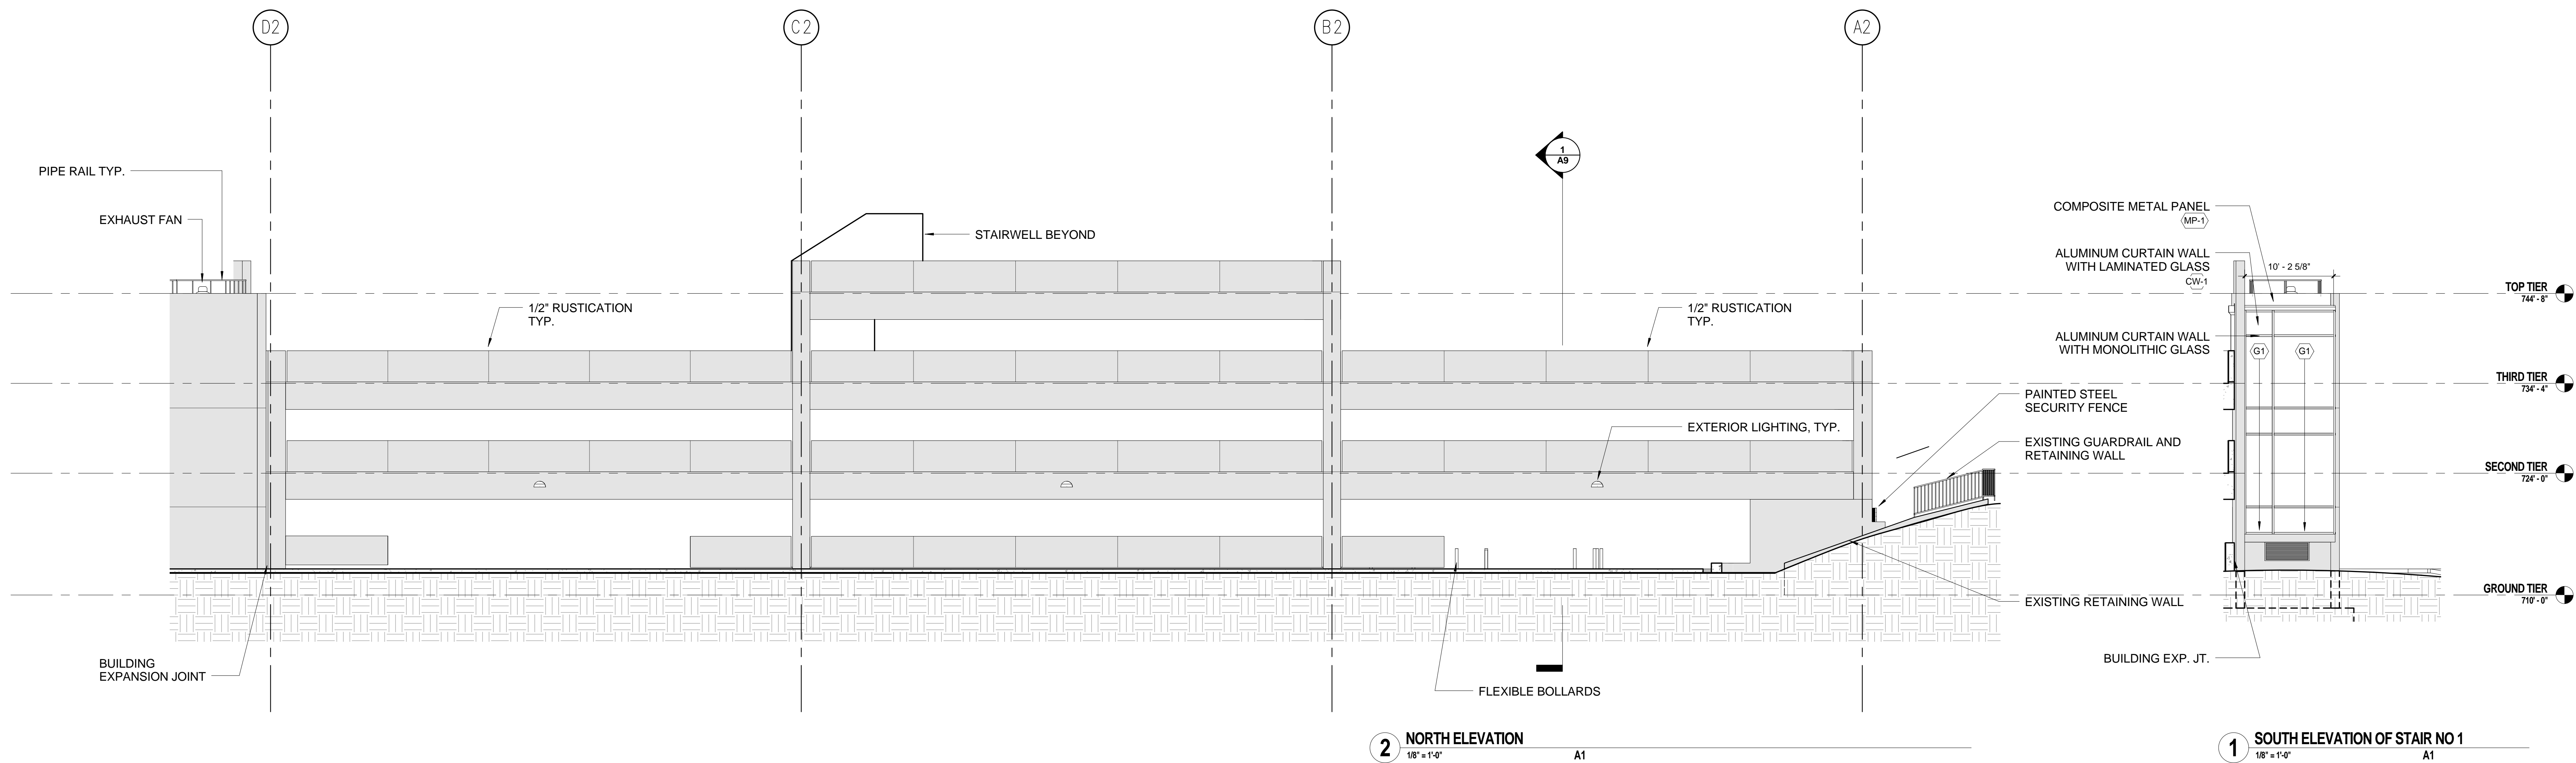 D2
C2
B2
A2
1
A9
PIPE RAIL TYP.
EXHAUST FAN
STAIRWELL BEYOND
1/2" RUSTICATION
TYP.
1/2" RUSTICATION
TYP.
EXTERIOR LIGHTING, TYP.
PAINTED STEEL
SECURITY FENCE
EXISTING GUARDRAIL AND
RETAINING WALL
EXISTING RETAINING WALL
BUILDING
EXPANSION JOINT
FLEXIBLE BOLLARDS
2
NORTH ELEVATION
1/8" = 1'-0"
A1
COMPOSITE METAL PANEL
MP-1
ALUMINUM CURTAIN WALL
WITH LAMINATED GLASS
CW-1
10' - 2 5/8"
ALUMINUM CURTAIN WALL
WITH MONOLITHIC GLASS
G1
G1
BUILDING EXP. JT.
TOP TIER
744' - 8"
THIRD TIER
734' - 4"
SECOND TIER
724' - 0"
GROUND TIER
710' - 0"
1
SOUTH ELEVATION OF STAIR NO 1
1/8" = 1'-0"
A1